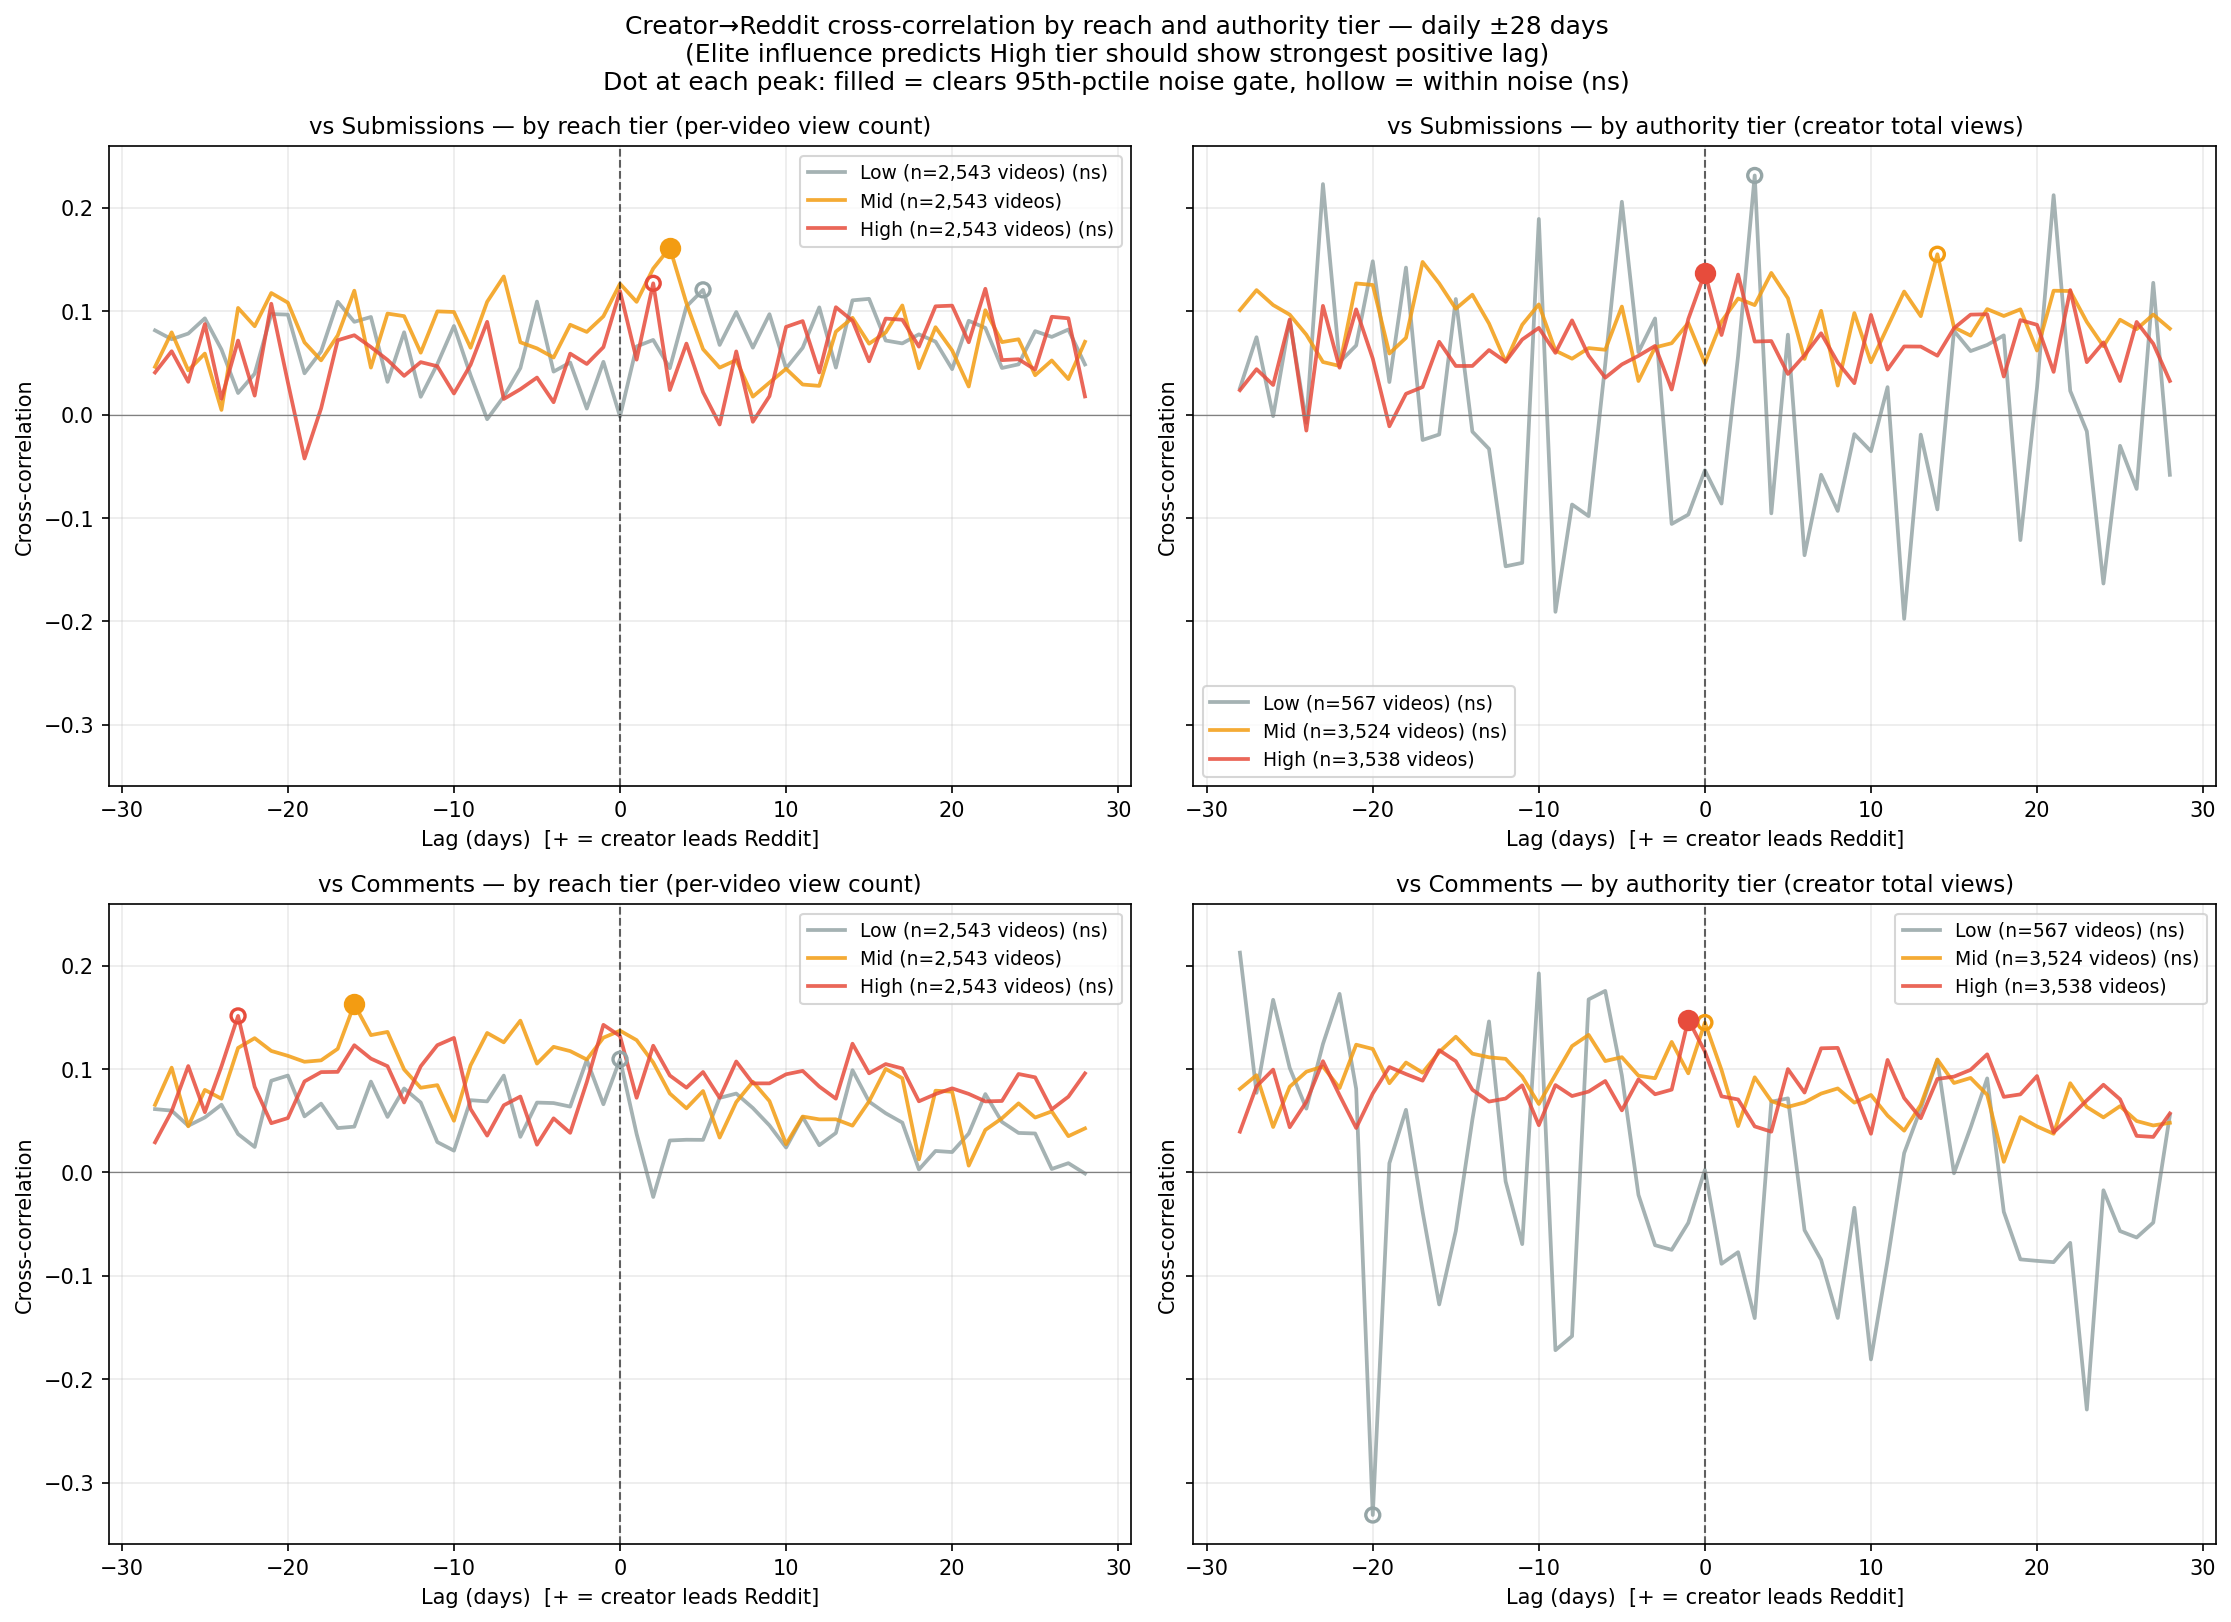 Creator→Reddit cross-correlation by reach and authority tier — daily ±28 days
(Elite influence predicts High tier should show strongest positive lag)
Dot at each peak: filled = clears 95th-pctile noise gate, hollow = within noise (ns)
vs Submissions — by reach tier (per-video view count)
Low (n=2,543 videos) (ns)
Mid (n=2,543 videos)
High (n=2,543 videos) (ns)
Cross-correlation
0.2
0.1
0.0
−0.1
−0.2
−0.3
−30 −20 −10 0 10 20 30
Lag (days) [+ = creator leads Reddit]
vs Submissions — by authority tier (creator total views)
Cross-correlation
Low (n=567 videos) (ns)
Mid (n=3,524 videos) (ns)
High (n=3,538 videos)
−30 −20 −10 0 10 20 30
Lag (days) [+ = creator leads Reddit]
vs Comments — by reach tier (per-video view count)
Low (n=2,543 videos) (ns)
Mid (n=2,543 videos)
High (n=2,543 videos) (ns)
Cross-correlation
0.2
0.1
0.0
−0.1
−0.2
−0.3
−30 −20 −10 0 10 20 30
Lag (days) [+ = creator leads Reddit]
vs Comments — by authority tier (creator total views)
Low (n=567 videos) (ns)
Mid (n=3,524 videos) (ns)
High (n=3,538 videos)
Cross-correlation
−30 −20 −10 0 10 20 30
Lag (days) [+ = creator leads Reddit]